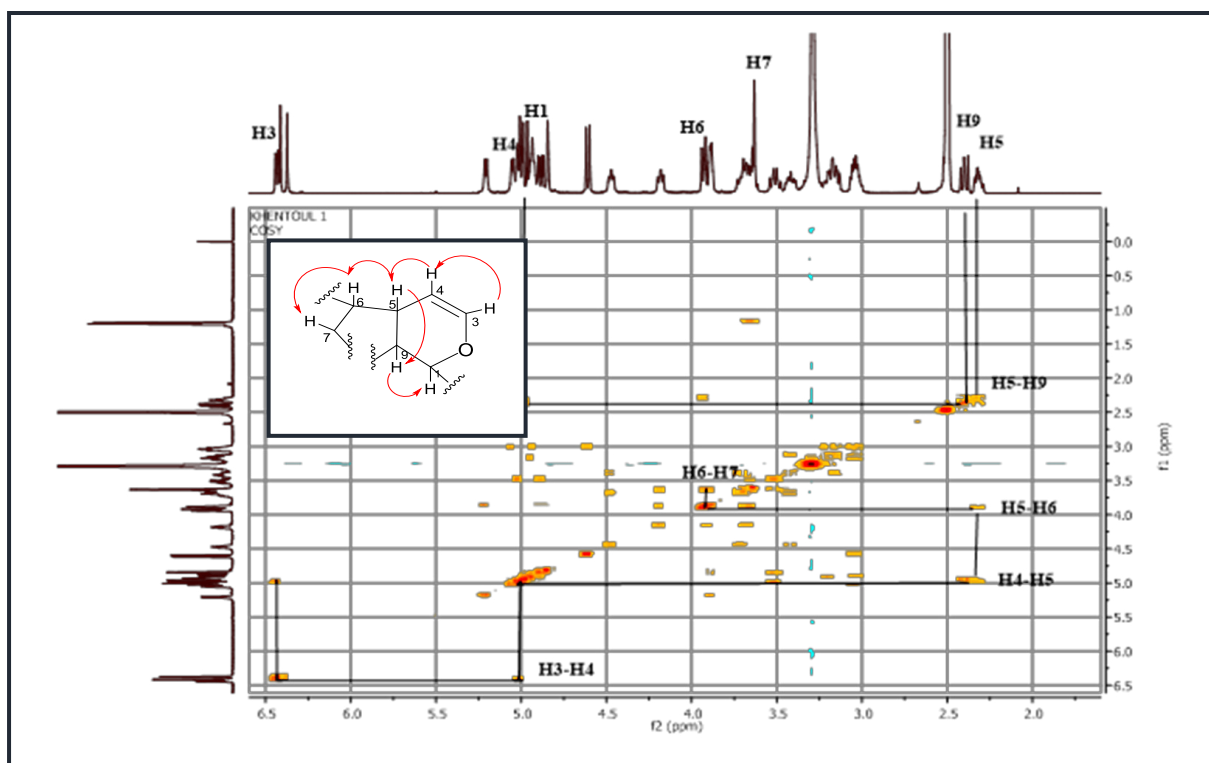 H7
H1
H6
H3
H9
H4
H5
KHENTOUL 1
COSY
H
4
H
H
H
6
5
3
H
7
O
9
H
1
H
H5-H9
H6-H7
H5-H6
H4-H5
H3-H4
0.0
0.5
1.0
1.5
2.0
2.5
3.0
3.5
4.0
4.5
5.0
5.5
6.0
6.5
f1 (ppm)
6.5 6.0 5.5 5.0 4.5 4.0 3.5 3.0 2.5 2.0
f2 (ppm)